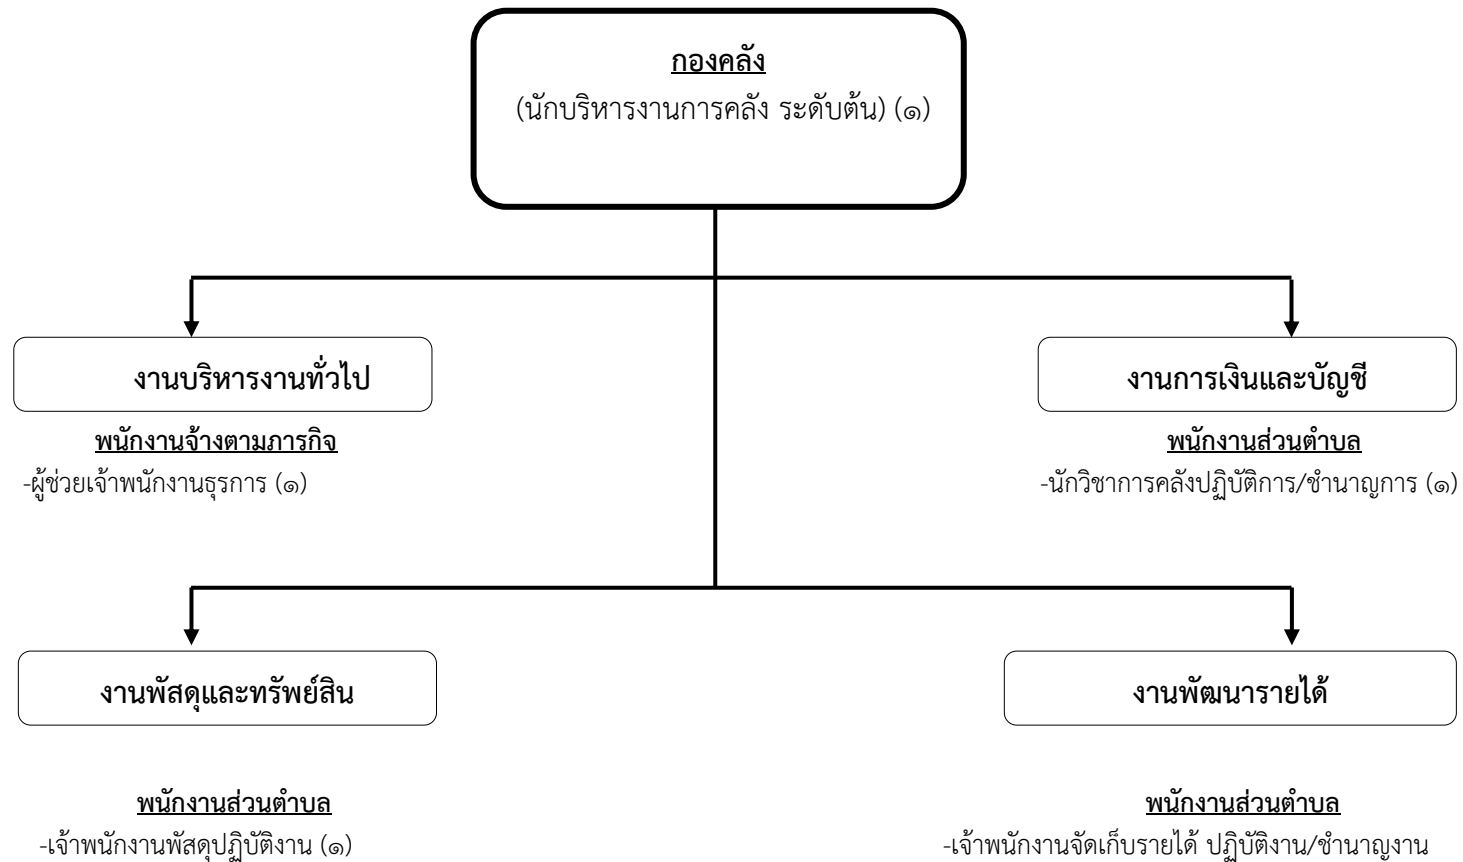 กองคลัง
(นักบริหารงานการคลัง ระดับต้น) (๑)
งานบริหารงานทั่วไป
งานการเงินและบัญชี
พนักงานจ้างตามภารกิจ
พนักงานส่วนตำบล
-ผู้ช่วยเจ้าพนักงานธุรการ (๑)
-นักวิชาการคลังปฏิบัติการ/ชำนาญการ (๑)
งานพัสดุและทรัพย์สิน
งานพัฒนารายได้
พนักงานส่วนตำบล
พนักงานส่วนตำบล
-เจ้าพนักงานพัสดุปฏิบัติงาน (๑)
-เจ้าพนักงานจัดเก็บรายได้ ปฏิบัติงาน/ชำนาญงาน